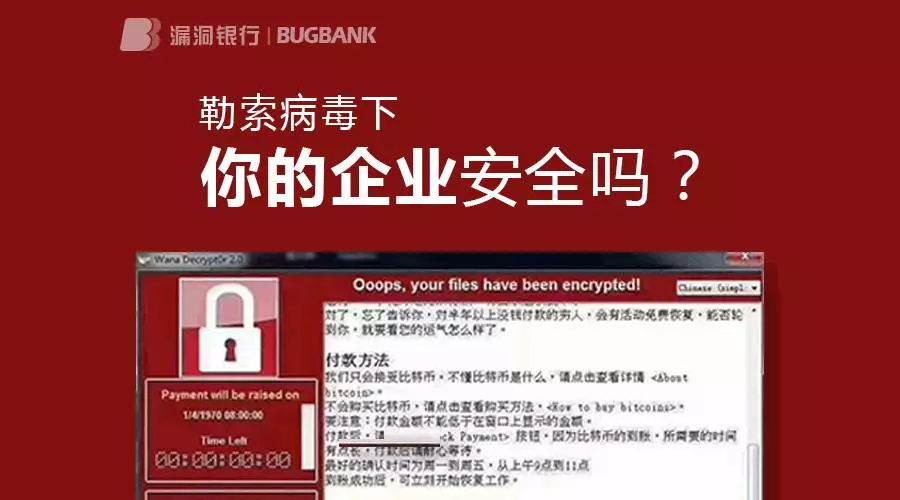 漏洞银行 | BUGBANK
勒索病毒下
你的企业安全吗？
Wana Decrypt0r 2.0
Ooops, your files have been encrypted!
Chinese (simpl
对了，忘了告诉你，对半年以上没钱付款的穷人，会有活动免费恢复，能否轮
到你，就要看您的运气怎么样了。
付款方法
我们只会接受比特币，不懂比特币是什么，请点击查看详情 <About
bitcoin>。
不会购买比特币，请点击查看购买方法，<How to buy bitcoins>。
要注意：付款金额不能低于在窗口上显示的金额。
付款后，请 ck Payment> 按钮，因为比特币的到账，所需要的时间
有点长，付款后请耐心等待。
最好的确认时间为周一到周五，从上午9点到11点
到账成功后，可立刻开始恢复工作。
Payment will be raised on
1/4/1970 08:00:00
Time Left
00:00:00:00